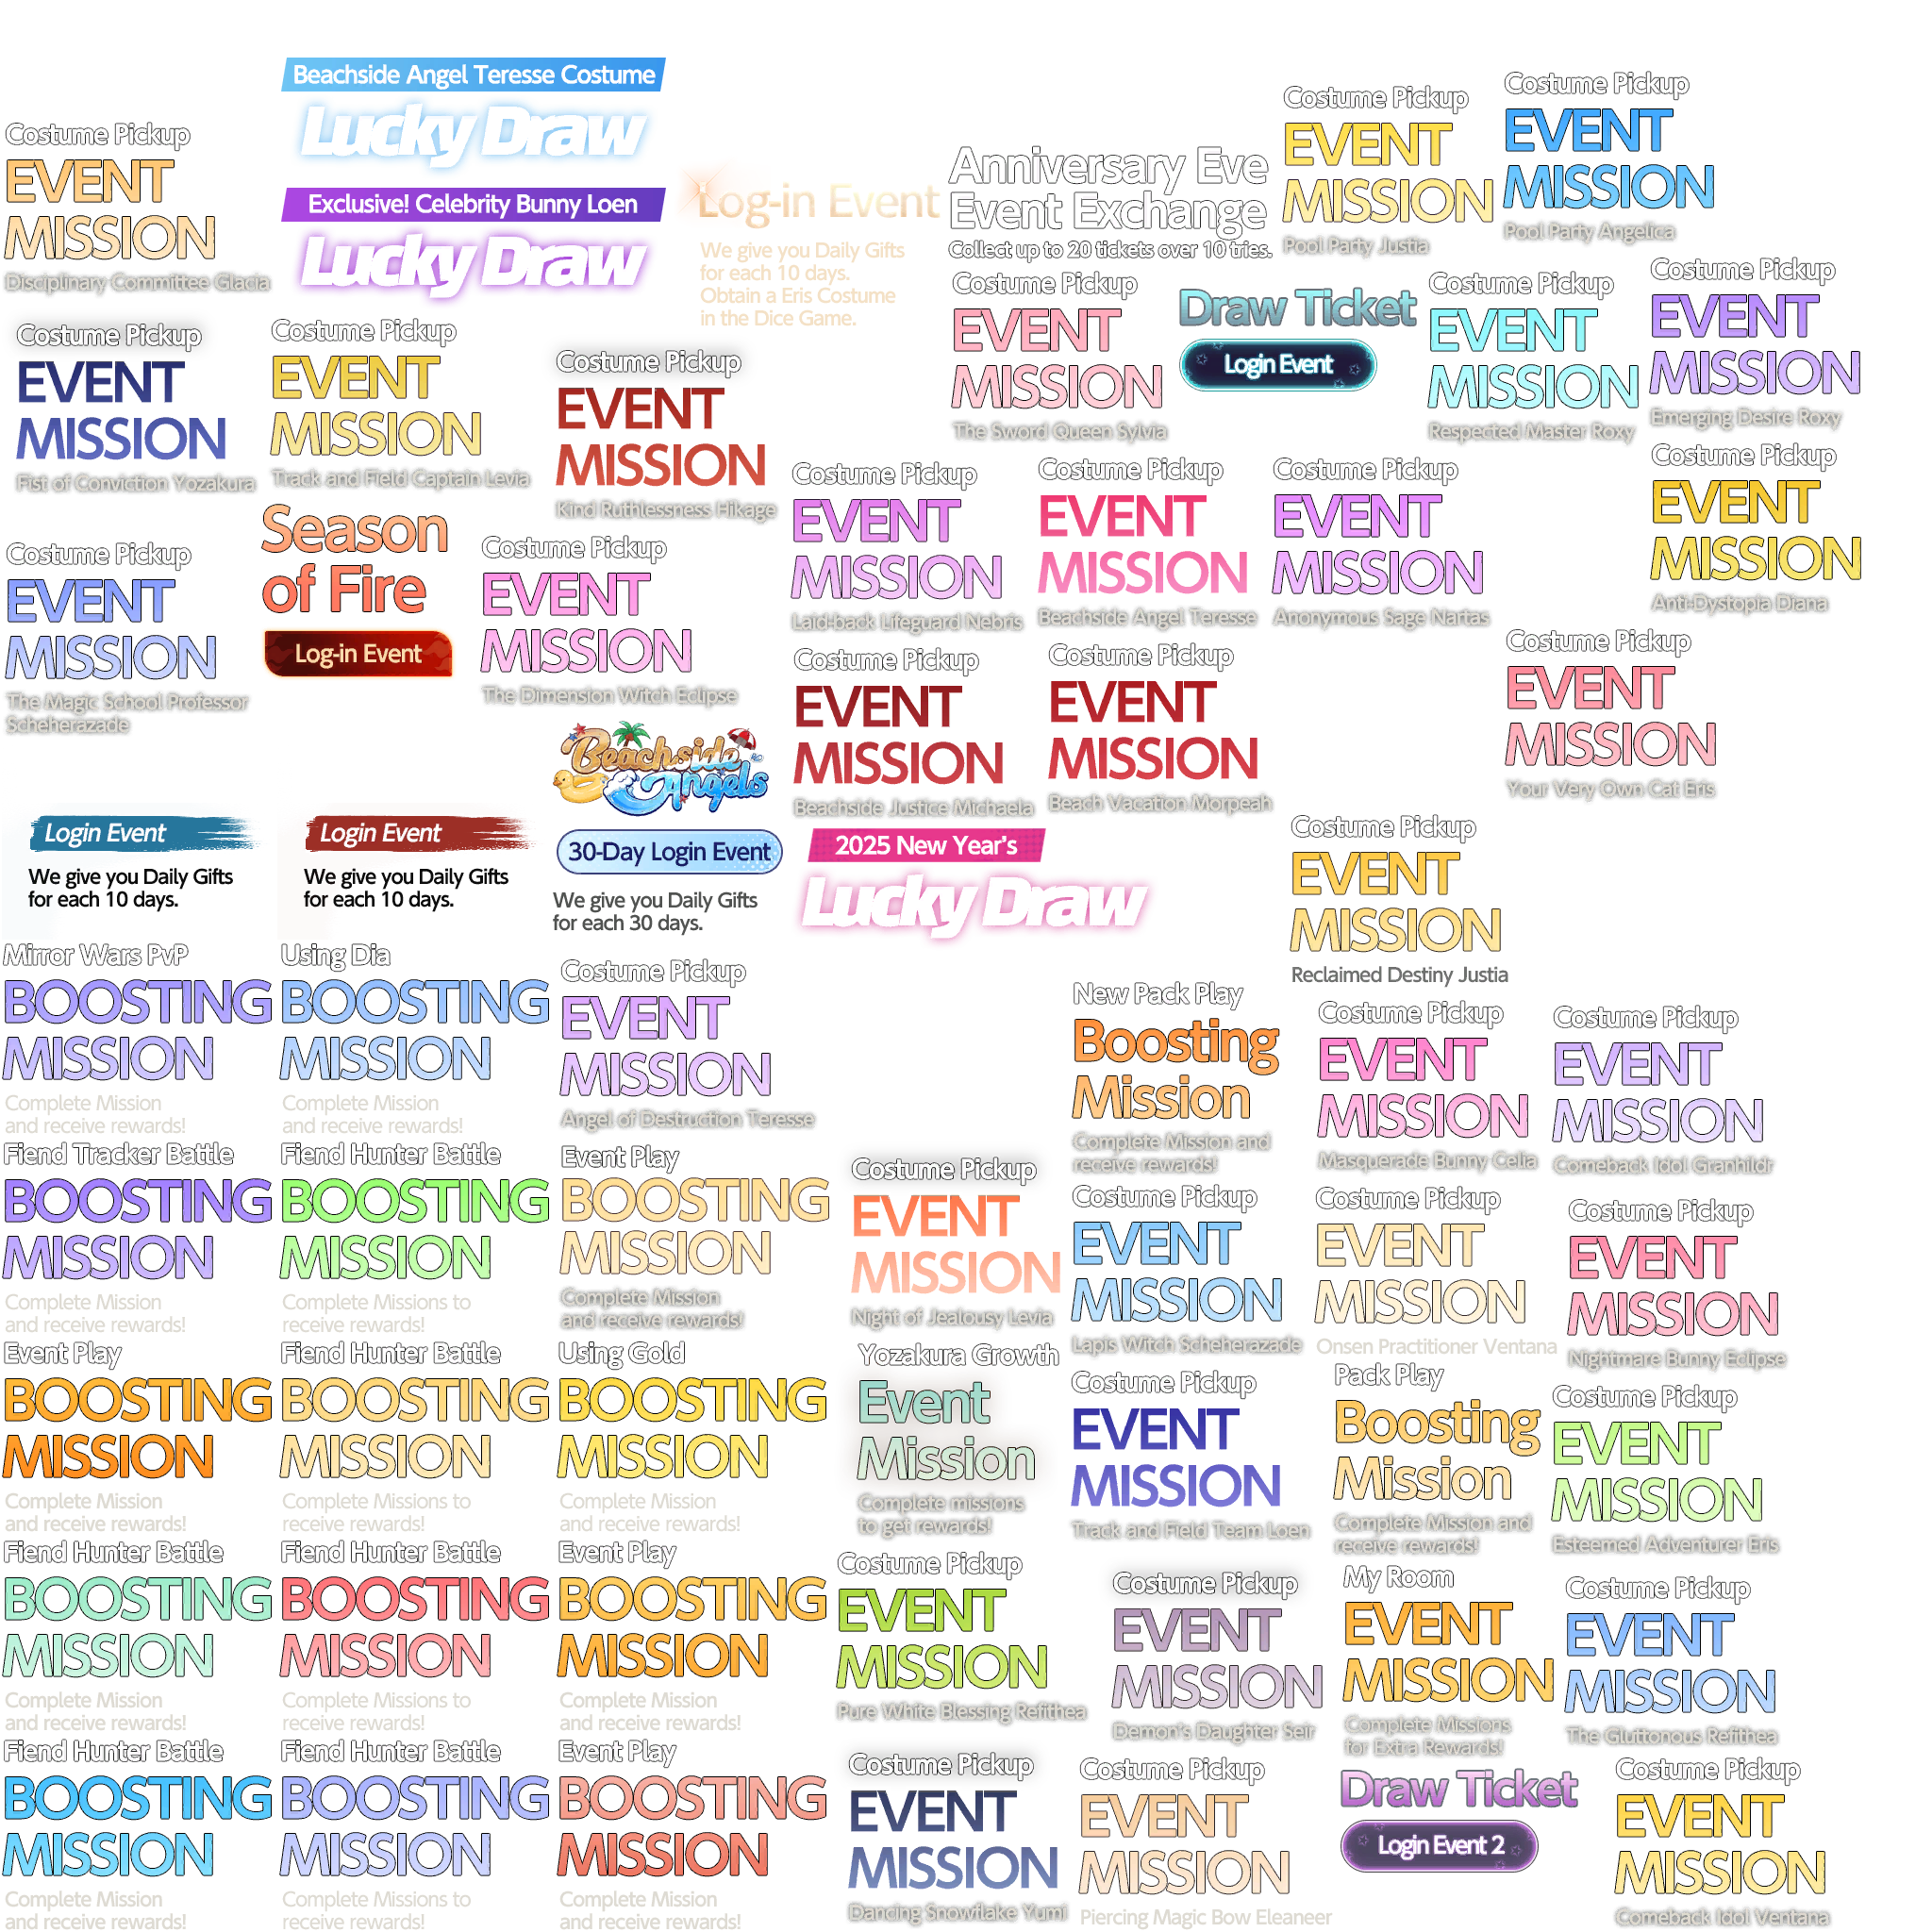 Beachside Angel Teresse Costume
Lucky Draw
Exclusive! Celebrity Bunny Loen
Lucky Draw
Costume Pickup
EVENT
MISSION
Disciplinary Committee Glacia
Log-in Event
We give you Daily Gifts
for each 10 days.
Obtain a Eris Costume
in the Dice Game.
Anniversary Eve
Event Exchange
Collect up to 20 tickets over 10 tries.
Costume Pickup
EVENT
MISSION
Pool Party Justia
Costume Pickup
EVENT
MISSION
Pool Party Angelica
Costume Pickup
EVENT
MISSION
Fist of Conviction Yozakura
Costume Pickup
EVENT
MISSION
Track and Field Captain Levia
Costume Pickup
EVENT
MISSION
Kind Ruthlessness Hikage
Costume Pickup
EVENT
MISSION
The Sword Queen Sylvia
Draw Ticket
Login Event
Costume Pickup
EVENT
MISSION
Respected Master Roxy
Costume Pickup
EVENT
MISSION
Emerging Desire Roxy
Costume Pickup
EVENT
MISSION
The Magic School Professor
Scheherazade
Season
of Fire
Log-in Event
Costume Pickup
EVENT
MISSION
The Dimension Witch Eclipse
Costume Pickup
EVENT
MISSION
Laid-back Lifeguard Nebris
Costume Pickup
EVENT
MISSION
Beachside Angel Teresse
Costume Pickup
EVENT
MISSION
Anonymous Sage Nartas
Costume Pickup
EVENT
MISSION
Anti-Dystopia Diana
Costume Pickup
EVENT
MISSION
Beachside Justice Michaela
Costume Pickup
EVENT
MISSION
Beach Vacation Morpeah
Costume Pickup
EVENT
MISSION
Your Very Own Cat Eris
Login Event
We give you Daily Gifts
for each 10 days.
Login Event
We give you Daily Gifts
for each 10 days.
Beachside
Angels
30-Day Login Event
We give you Daily Gifts
for each 30 days.
2025 New Year's
Lucky Draw
Costume Pickup
EVENT
MISSION
Reclaimed Destiny Justia
Mirror Wars PvP
BOOSTING
MISSION
Complete Mission
and receive rewards!
Using Dia
BOOSTING
MISSION
Complete Mission
and receive rewards!
Costume Pickup
EVENT
MISSION
Angel of Destruction Teresse
New Pack Play
Boosting
Mission
Complete Mission and
receive rewards!
Costume Pickup
EVENT
MISSION
Masquerade Bunny Celia
Costume Pickup
EVENT
MISSION
Comeback Idol Granhildr
Fiend Tracker Battle
BOOSTING
MISSION
Complete Mission
and receive rewards!
Fiend Hunter Battle
BOOSTING
MISSION
Complete Missions to
receive rewards!
Event Play
BOOSTING
MISSION
Complete Mission
and receive rewards!
Costume Pickup
EVENT
MISSION
Night of Jealousy Levia
Costume Pickup
EVENT
MISSION
Lapis Witch Scheherazade
Costume Pickup
EVENT
MISSION
Onsen Practitioner Ventana
Costume Pickup
EVENT
MISSION
Nightmare Bunny Eclipse
Event Play
BOOSTING
MISSION
Complete Mission
and receive rewards!
Fiend Hunter Battle
BOOSTING
MISSION
Complete Missions to
receive rewards!
Using Gold
BOOSTING
MISSION
Complete Mission
and receive rewards!
Yozakura Growth
Event
Mission
Complete missions
to get rewards!
Costume Pickup
EVENT
MISSION
Track and Field Team Loen
Pack Play
Boosting
Mission
Complete Mission and
receive rewards!
Costume Pickup
EVENT
MISSION
Esteemed Adventurer Eris
Fiend Hunter Battle
BOOSTING
MISSION
Complete Mission
and receive rewards!
Fiend Hunter Battle
BOOSTING
MISSION
Complete Missions to
receive rewards!
Event Play
BOOSTING
MISSION
Complete Mission
and receive rewards!
Costume Pickup
EVENT
MISSION
Pure White Blessing Refithea
Costume Pickup
EVENT
MISSION
Demon's Daughter Seir
My Room
EVENT
MISSION
Complete Missions
for Extra Rewards!
Costume Pickup
EVENT
MISSION
The Gluttonous Refithea
Fiend Hunter Battle
BOOSTING
MISSION
Complete Mission
and receive rewards!
Fiend Hunter Battle
BOOSTING
MISSION
Complete Missions to
receive rewards!
Event Play
BOOSTING
MISSION
Complete Mission
and receive rewards!
Costume Pickup
EVENT
MISSION
Dancing Snowflake Yumi
Costume Pickup
EVENT
MISSION
Piercing Magic Bow Eleaneer
Draw Ticket
Login Event 2
Costume Pickup
EVENT
MISSION
Comeback Idol Ventana